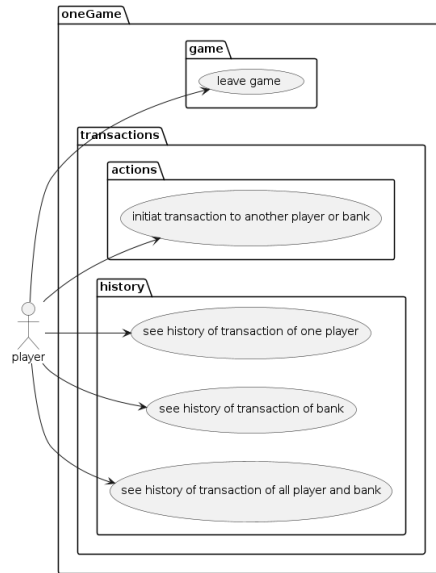 oneGame
game
leave game
transactions
actions
initiat transaction to another player or bank
history
see history of transaction of one player
player
see history of transaction of bank
see history of transaction of all player and bank